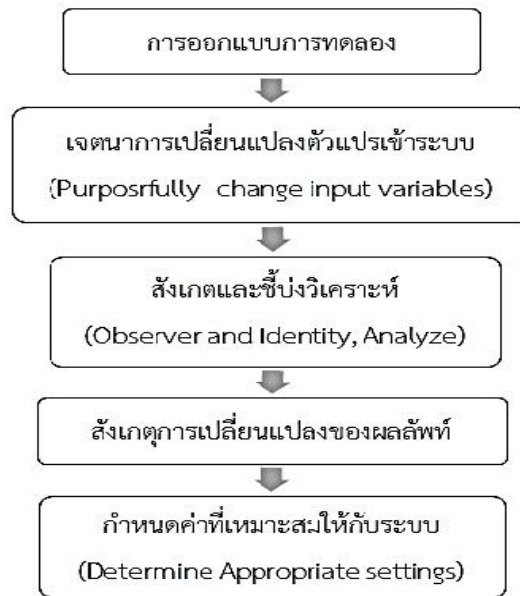 การออกแบบการทดลอง
เจตนาการเปลี่ยนแปลงตัวแปรเข้าระบบ
(Purposrfully change input variables)
สังเกตและชี้บ่งวิเคราะห์
(Observer and Identity, Analyze)
สังเกตุการเปลี่ยนแปลงของผลลัพท์
กำหนดค่าที่เหมาะสมให้กับระบบ
(Determine Appropriate settings)